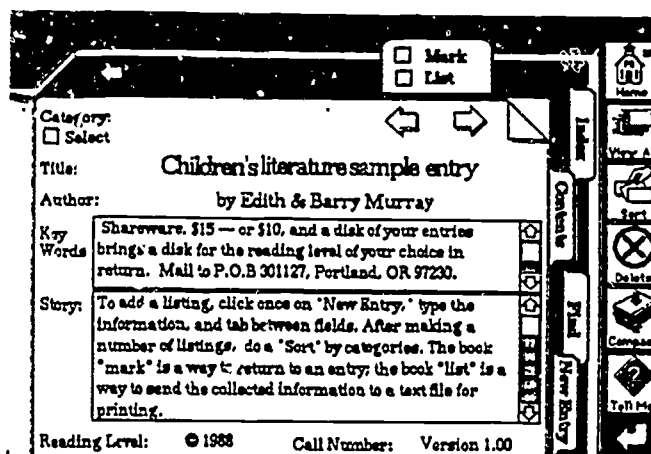 Mark
List
Category:
Select
Title: Children's literature sample entry
Author: by Edith & Barry Murray
Key Words
Shareware. $15 — or $10, and a disk of your entries
brings a disk for the reading level of your choice in
return. Mail to P.O.B 301127, Portland, OR 97230.
Story:
To add a listing, click once on "New Entry," type the
information, and tab between fields. After making a
number of listings, do a "Sort" by categories. The book
"mark" is a way to return to an entry; the book "list" is a
way to send the collected information to a text file for
printing.
Reading Level: © 1988 Call Number: Version 1.00
Index
Contents
Find
New Entry
Home
View
Sort
Delete
Compac
Tell Me